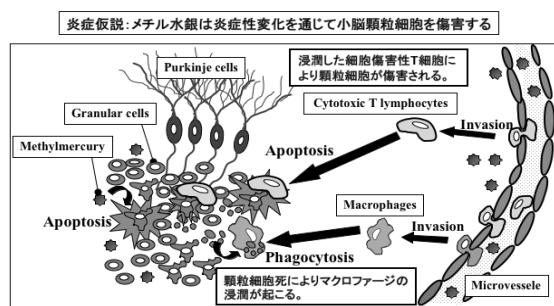 炎症仮説：メチル水銀は炎症性変化を通じて小脳顆粒細胞を傷害する
Purkinje cells
浸潤した細胞傷害性T細胞に
より顆粒細胞が傷害される。
Granular cells
Cytotoxic T lymphocytes
Invasion
Methylmercury
Apoptosis
Apoptosis
Macrophages
Invasion
Phagocytosis
顆粒細胞死によりマクロファージの
浸潤が起こる。
Microvessele